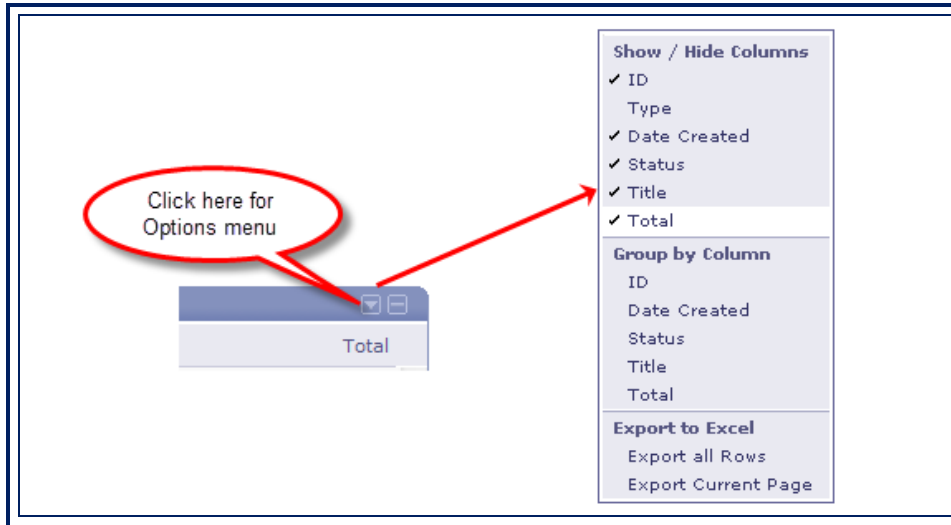 Click here for
Options menu
Total
Show / Hide Columns
✓ ID
Type
✓ Date Created
✓ Status
✓ Title
✓ Total
Group by Column
ID
Date Created
Status
Title
Total
Export to Excel
Export all Rows
Export Current Page